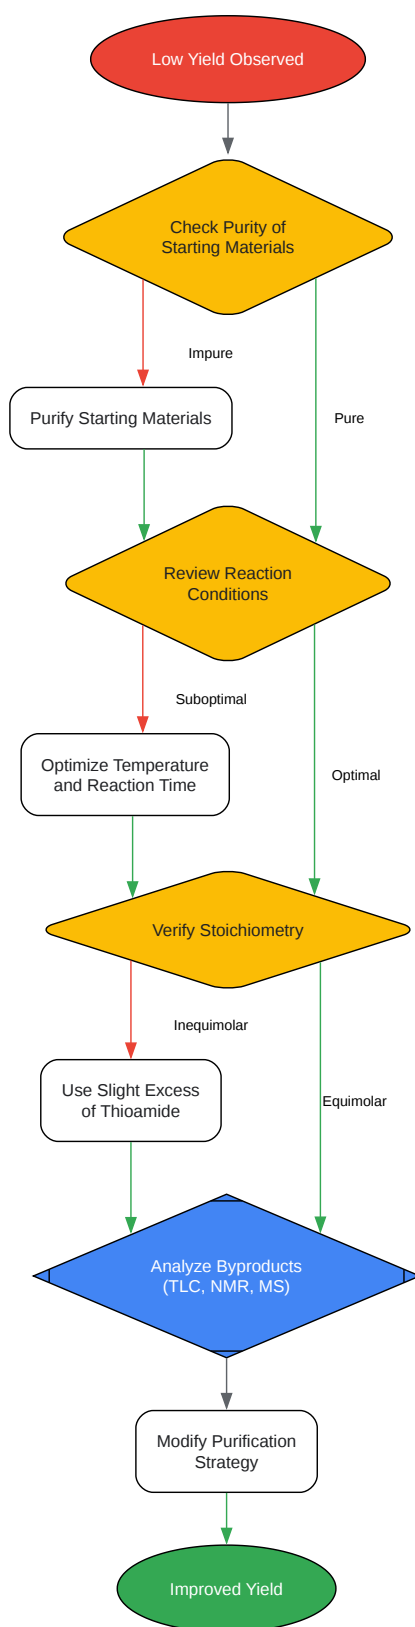 Low Yield Observed
Check Purity of
Starting Materials
Impure
Pure
Purify Starting Materials
Review Reaction
Conditions
Suboptimal
Optimal
Optimize Temperature
and Reaction Time
Verify Stoichiometry
Inequimolar
Equimolar
Use Slight Excess
of Thioamide
Analyze Byproducts
(TLC, NMR, MS)
Modify Purification
Strategy
Improved Yield